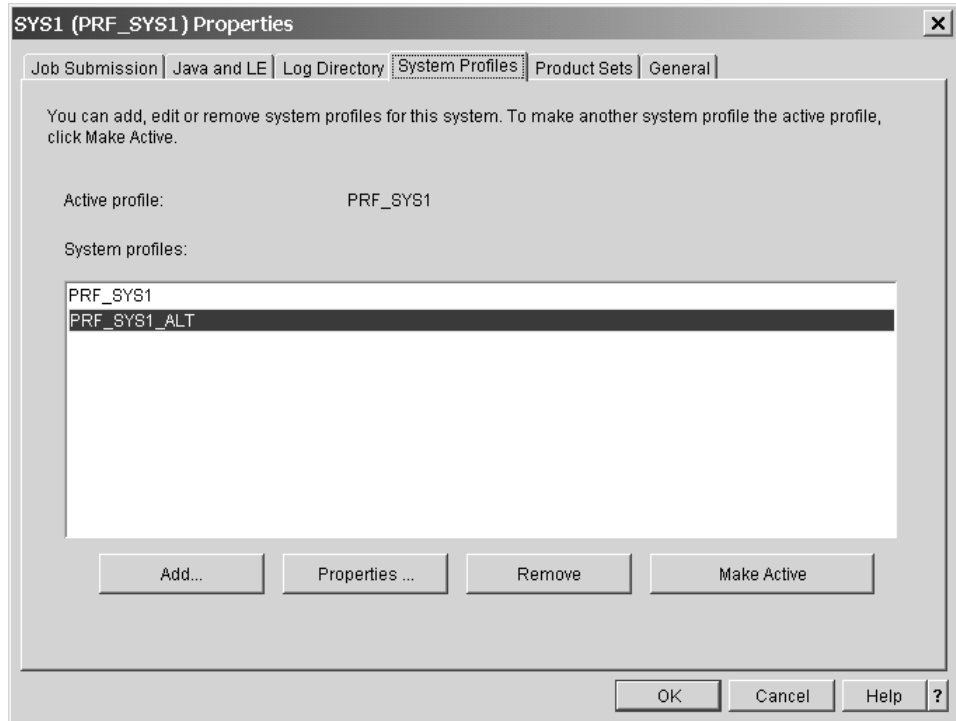 SYS1 (PRF_SYS1) Properties
Job Submission Java and LE Log Directory System Profiles Product Sets General
You can add, edit or remove system profiles for this system. To make another system profile the active profile,
click Make Active.
Active profile: PRF_SYS1
System profiles:
PRF_SYS1
PRF_SYS1_ALT
Add... Properties ... Remove Make Active
OK Cancel Help ?